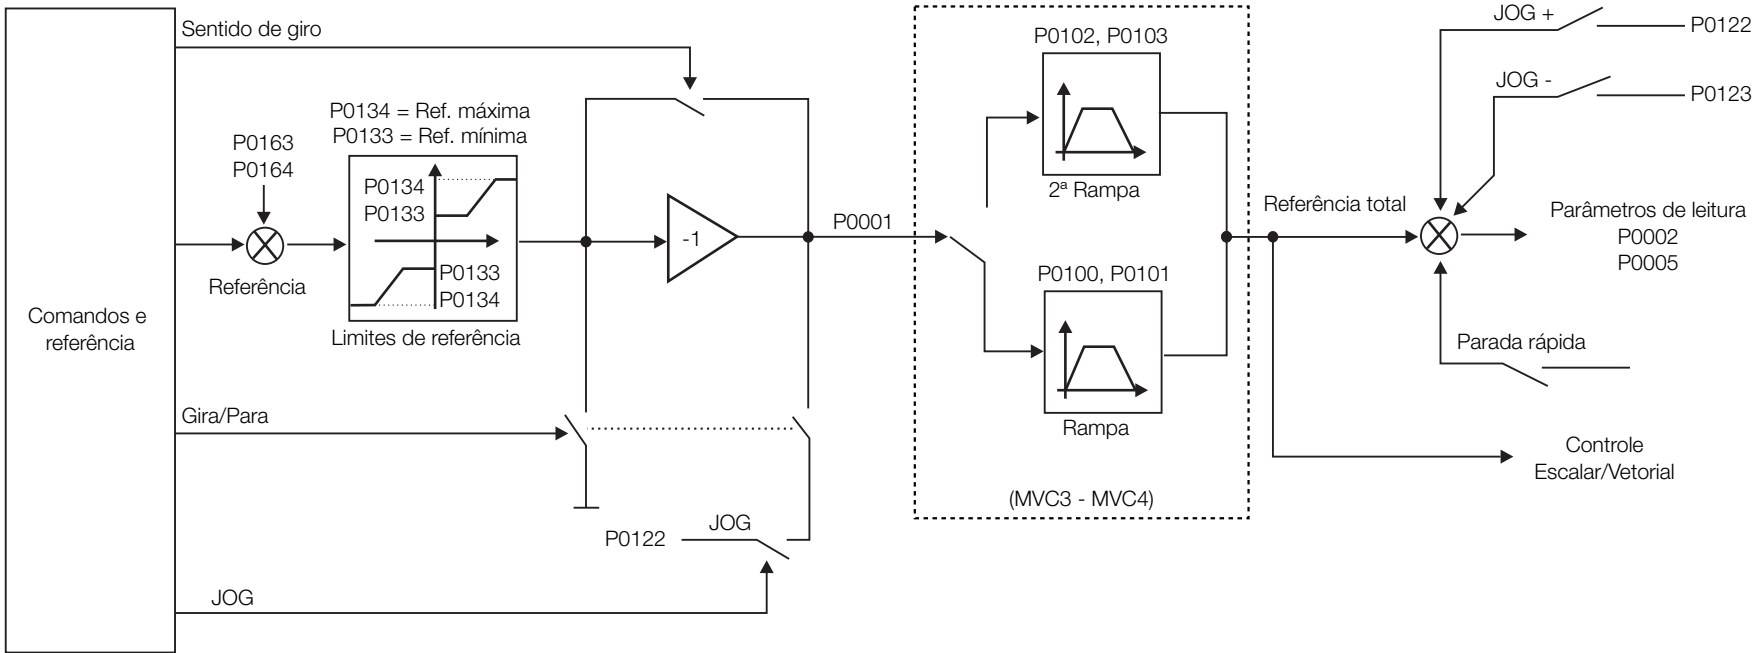 Comandos e
referência
Sentido de giro
P0163
P0164
Referência
P0134 = Ref. máxima
P0133 = Ref. mínima
P0134
P0133
P0133
P0134
Limites de referência
-1
Gira/Para
P0122
JOG
JOG
P0001
P0102, P0103
2ª Rampa
P0100, P0101
Rampa
(MVC3 - MVC4)
Referência total
JOG +
P0122
JOG -
P0123
Parâmetros de leitura
P0002
P0005
Parada rápida
Controle
Escalar/Vetorial